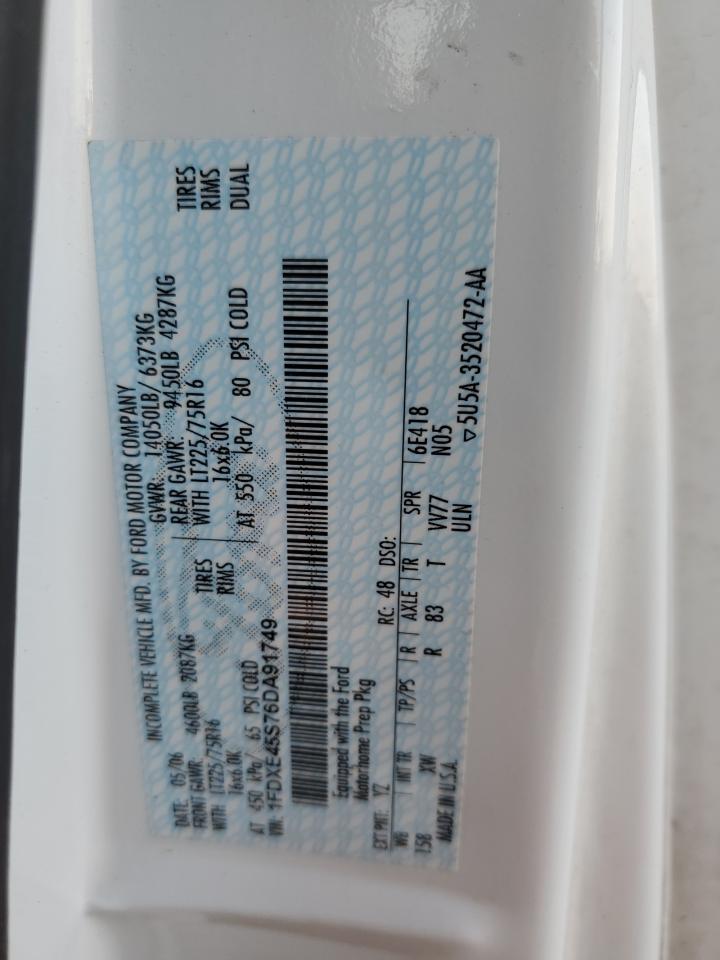 INCOMPLETE VEHICLE MFD. BY FORD MOTOR COMPANY
DATE: 05/06 GVWR: 14050LB/ 6373KG
FRONT GAWR: 4600LB 2087KG REAR GAWR: 9450LB 4287KG
WITH LT225/75R16 TIRES WITH LT225/75R16 TIRES
16x6.0K RIMS 16x6.0K RIMS
AT 450 kPa/ 65 PSI COLD AT 550 kPa/ 80 PSI COLD DUAL
VIN: 1FDXE45S76DA91749
Equipped with the Ford
Motorhome Prep Pkg
EXT PNT: YZ RC: 48 DSO:
WB INT TR TP/PS R AXLE TR SPR 6E418
158 XW R 83 T VV77 N05
MADE IN U.S.A. ULN
▽5U5A-3520472-AA